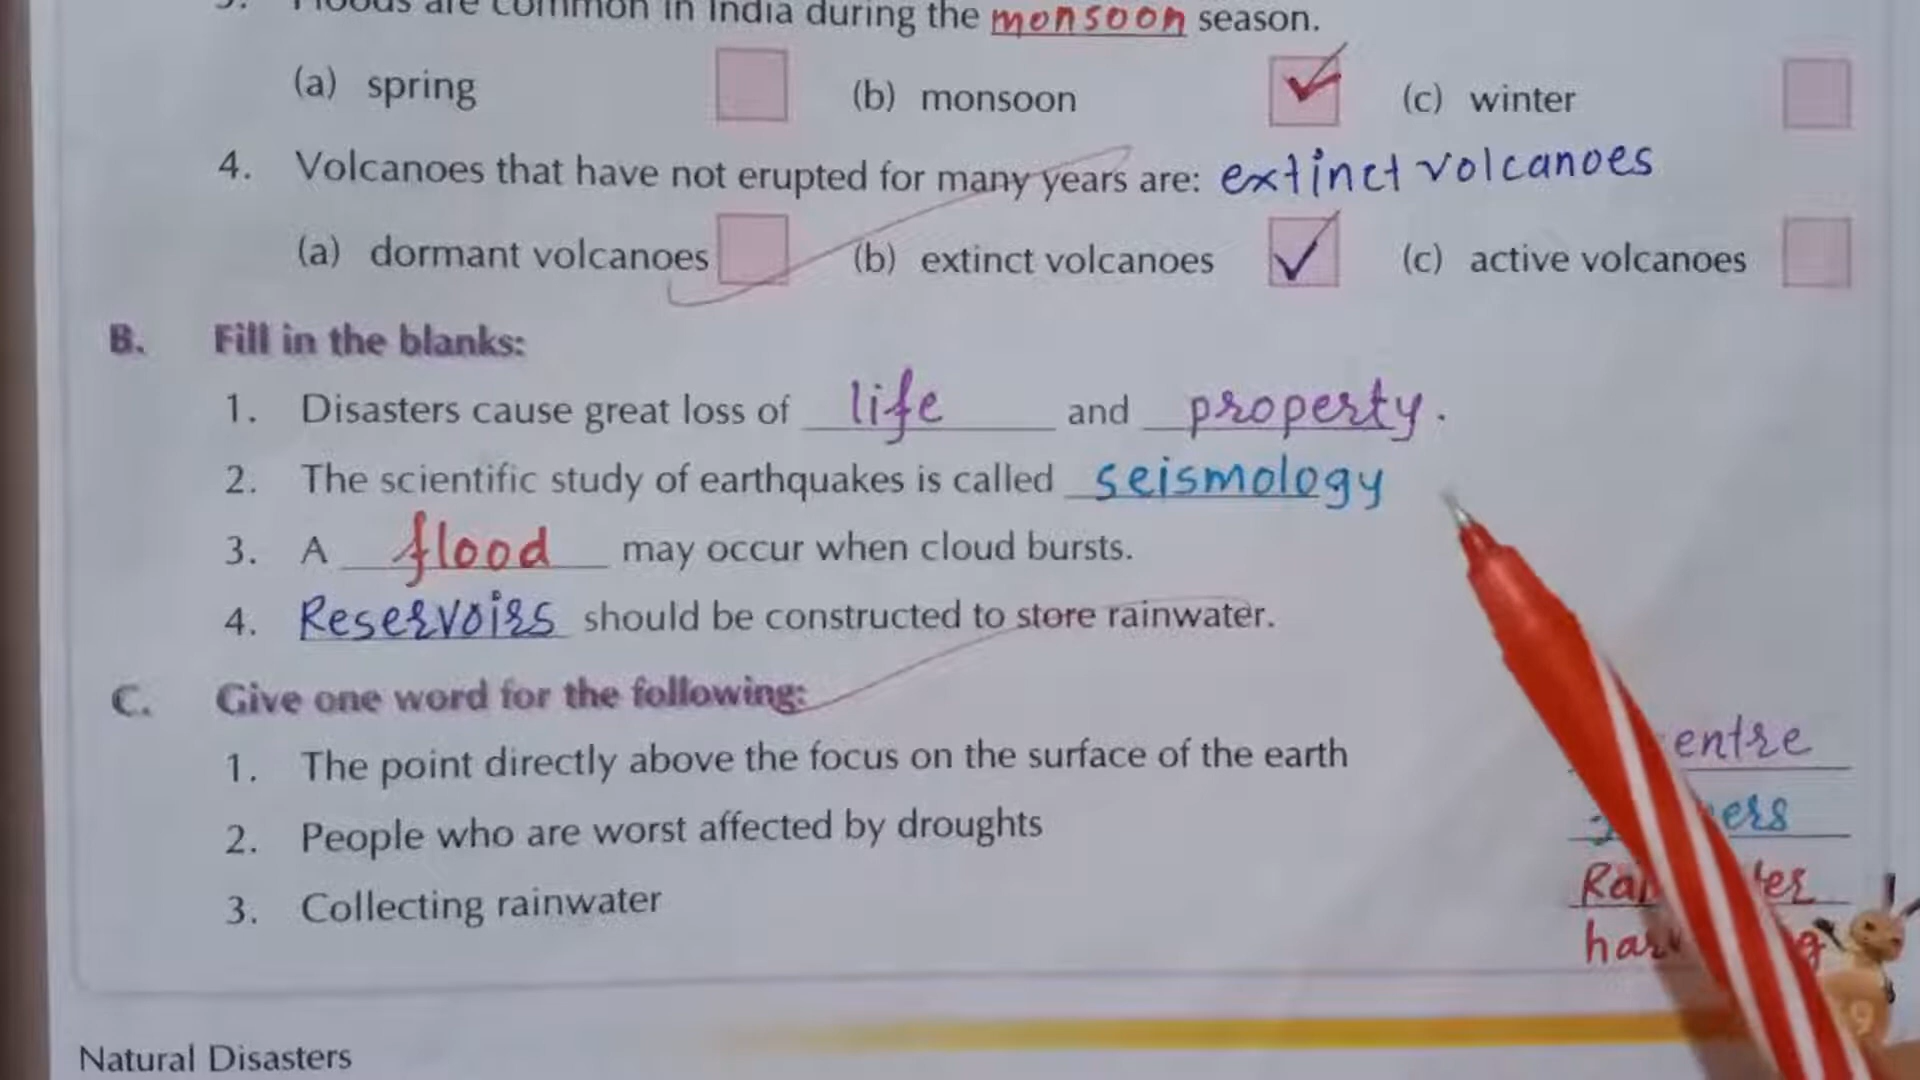 Floods are common in India during the monsoon season.
(a) spring (b) monsoon (c) winter
4. Volcanoes that have not erupted for many years are: extinct volcanoes
(a) dormant volcanoes (b) extinct volcanoes (c) active volcanoes
B. Fill in the blanks:
1. Disasters cause great loss of life and property.
2. The scientific study of earthquakes is called seismology
3. A flood may occur when cloud bursts.
4. Reservoirs should be constructed to store rainwater.
C. Give one word for the following:
1. The point directly above the focus on the surface of the earth entre
2. People who are worst affected by droughts ers
3. Collecting rainwater
Natural Disasters